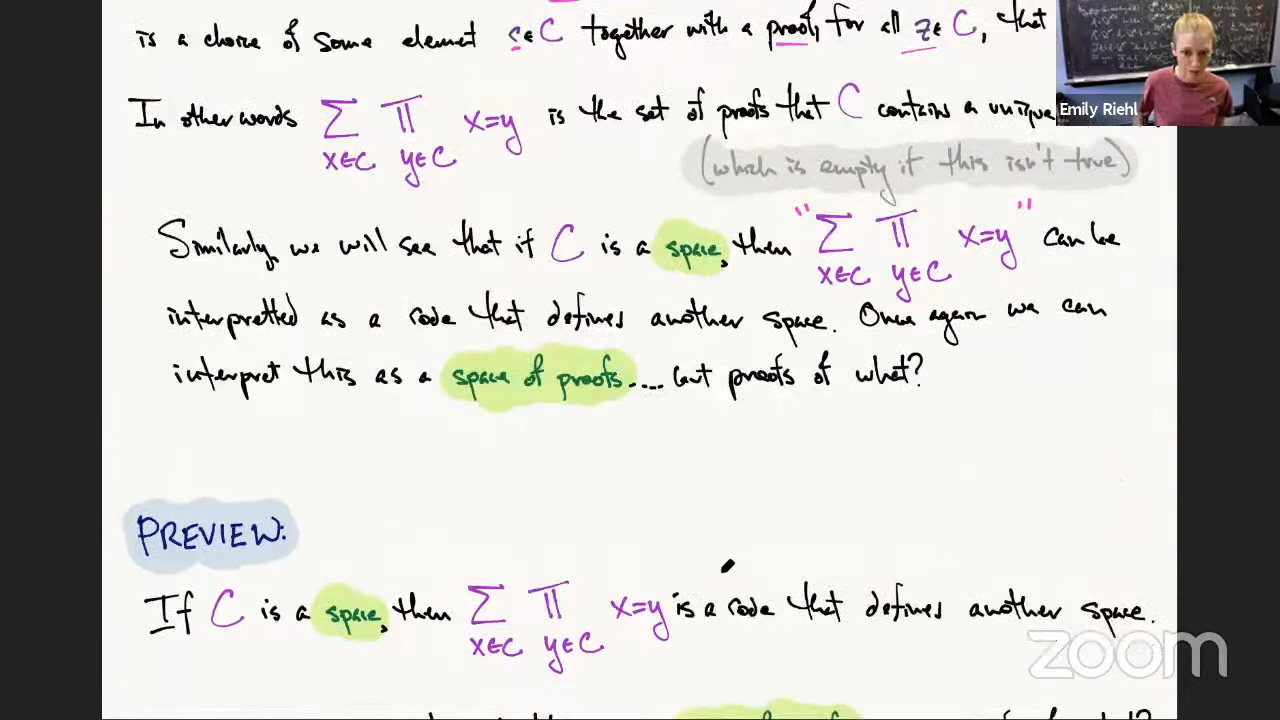 is a choice of some element c∈C together with a proof, for all z∈C, that
Emily Riehl
In other words ∑ ∏ x=y is the set of proofs that C contains a unique
x∈C y∈C
(which is empty if this isn't true)
Similarly, we will see that if C is a space, then "∑ ∏ x=y" can be
x∈C y∈C
interpretted as a code that defines another space. Once again we can
interpret this as a space of proofs.... but proofs of what?
PREVIEW:
If C is a space, then ∑ ∏ x=y is a code that defines another space.
x∈C y∈C
zoom